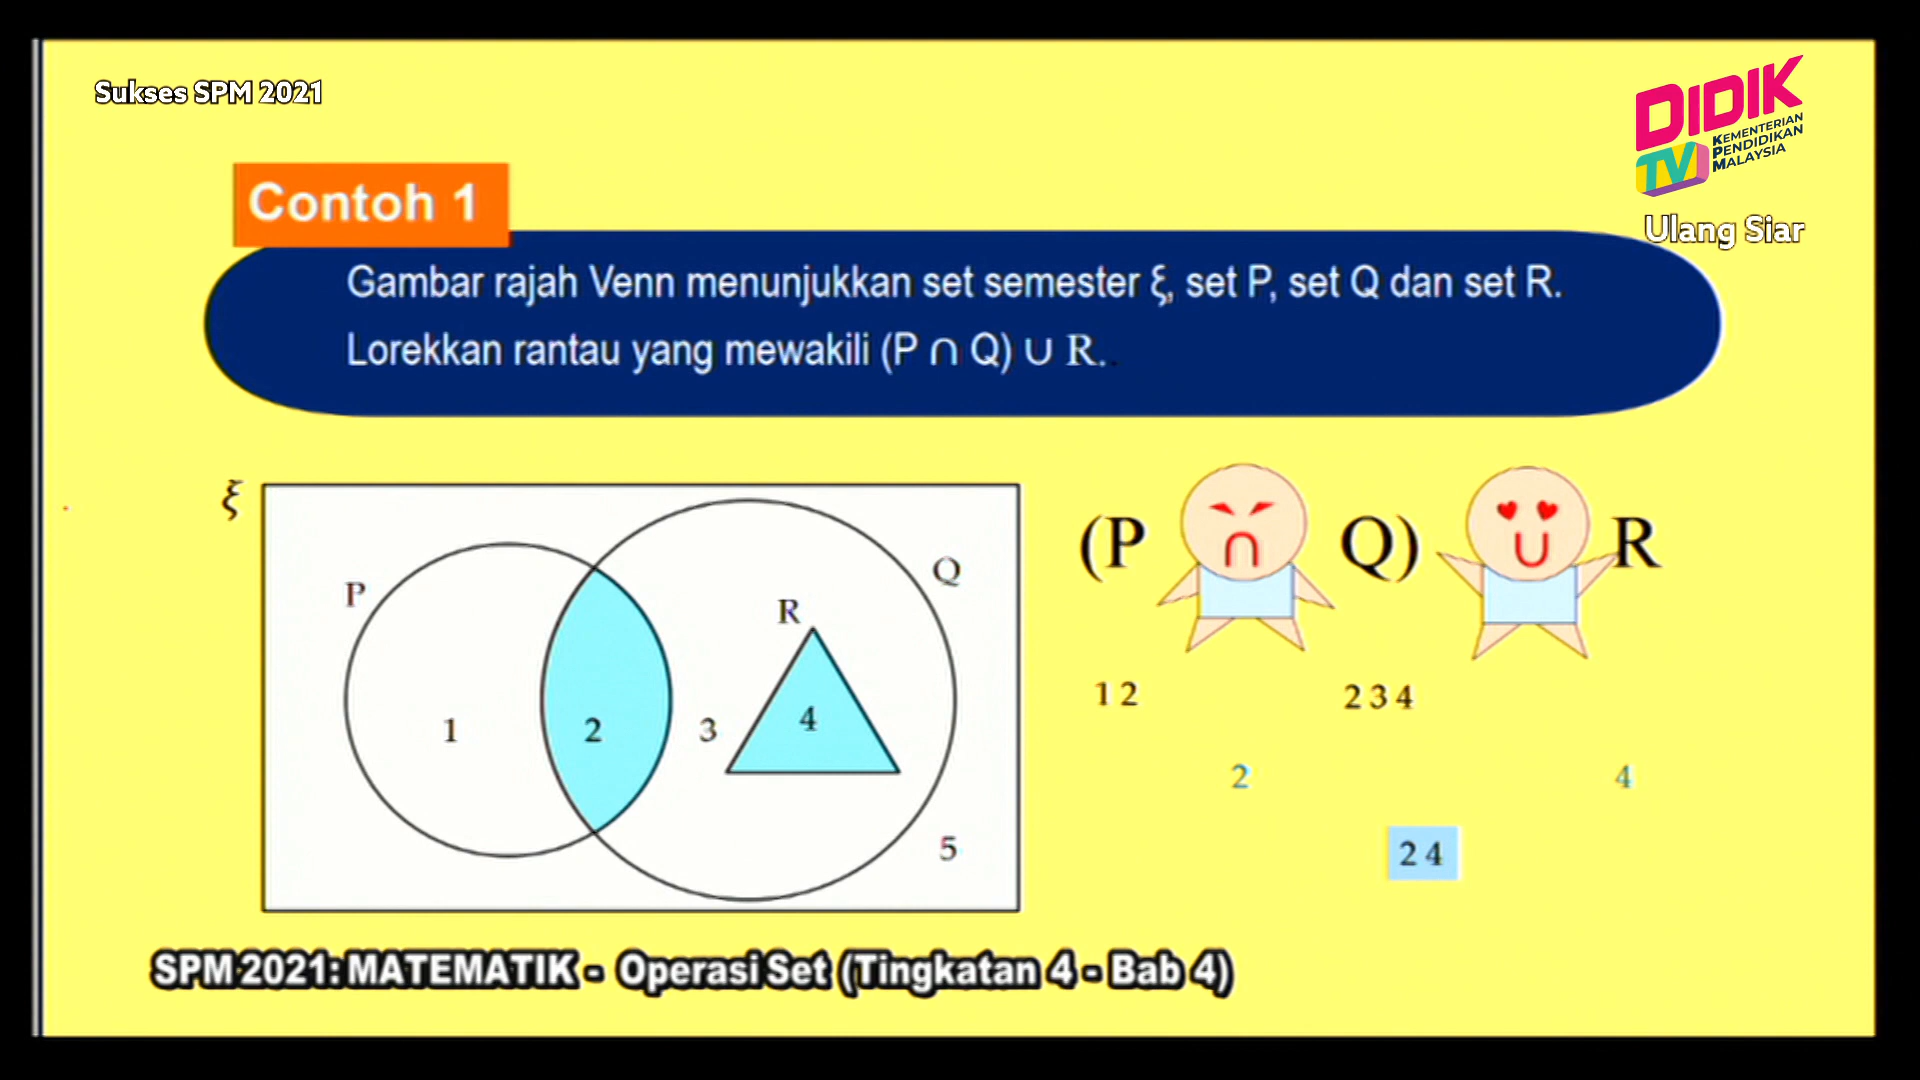 Sukses SPM 2021
DIDIK
TV
KEMENTERIAN
PENDIDIKAN
MALAYSIA
Ulang Siar
Contoh 1
Gambar rajah Venn menunjukkan set semester ξ, set P, set Q dan set R.
Lorekkan rantau yang mewakili (P ∩ Q) ∪ R.
ξ
P
Q
R
1
2
3
4
5
(P ∩ Q) ∪ R
1 2
2 3 4
2
4
2 4
SPM 2021: MATEMATIK - Operasi Set (Tingkatan 4 - Bab 4)